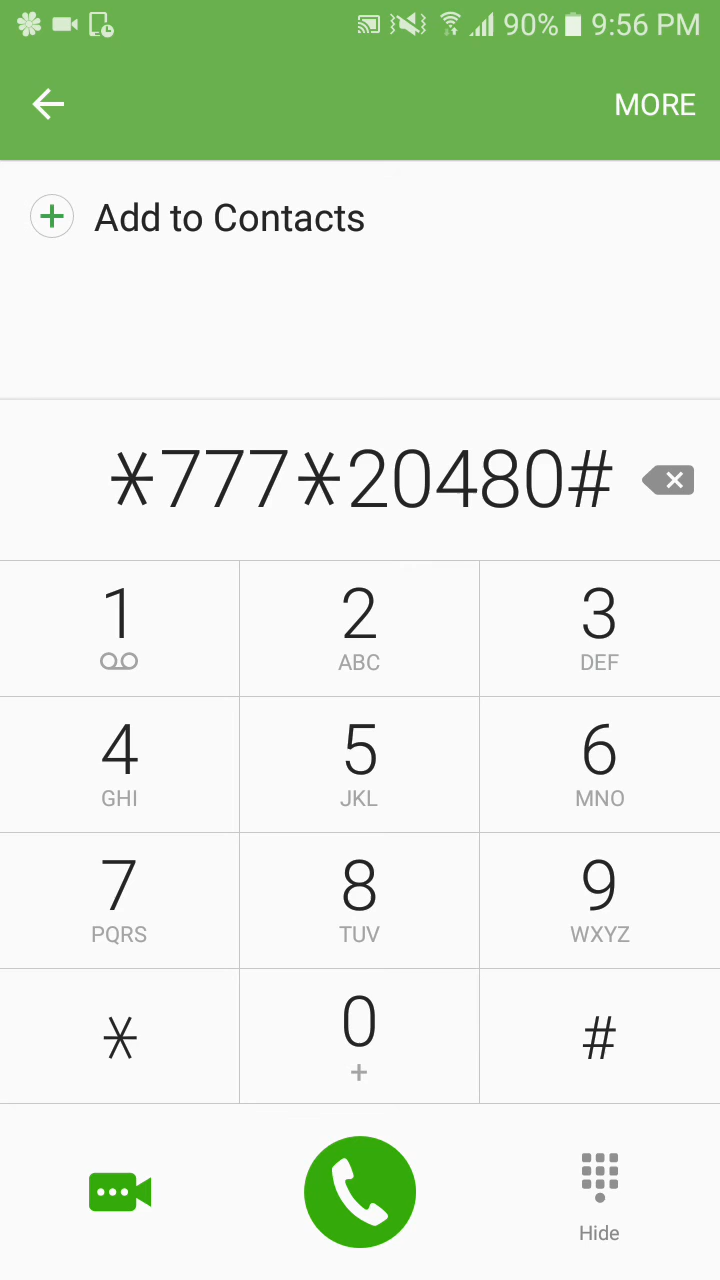 90% 9:56 PM
MORE
Add to Contacts
*777*20480#
1 2 3
ABC DEF
4 5 6
GHI JKL MNO
7 8 9
PQRS TUV WXYZ
* 0 #
+
Hide